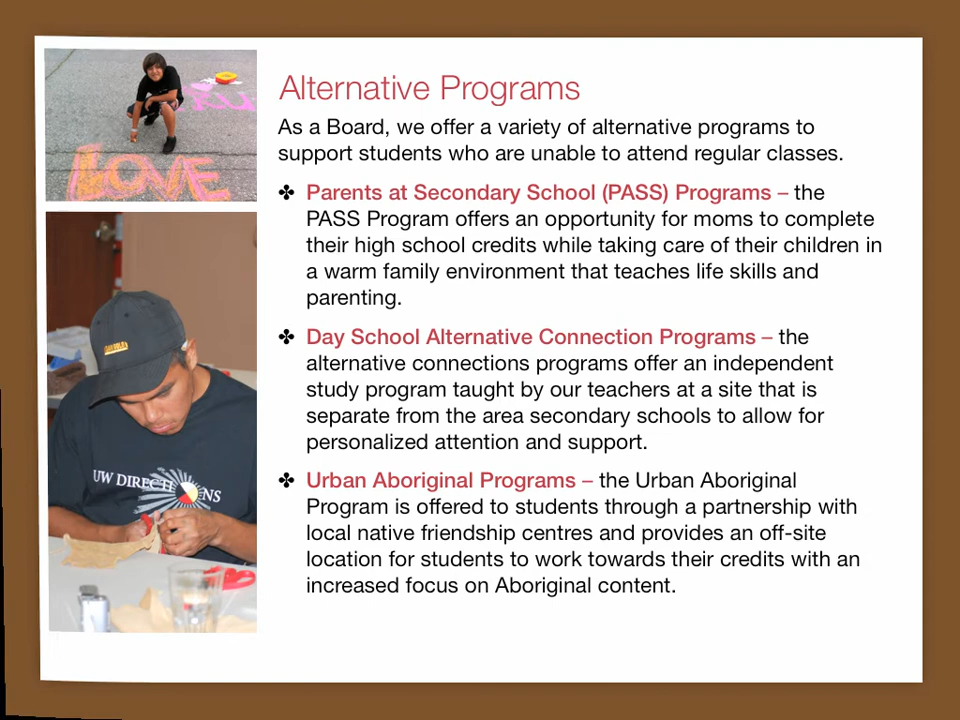 LOVE
Alternative Programs
As a Board, we offer a variety of alternative programs to
support students who are unable to attend regular classes.
✤ Parents at Secondary School (PASS) Programs – the
PASS Program offers an opportunity for moms to complete
their high school credits while taking care of their children in
a warm family environment that teaches life skills and
parenting.
✤ Day School Alternative Connection Programs – the
alternative connections programs offer an independent
study program taught by our teachers at a site that is
separate from the area secondary schools to allow for
personalized attention and support.
✤ Urban Aboriginal Programs – the Urban Aboriginal
Program is offered to students through a partnership with
local native friendship centres and provides an off-site
location for students to work towards their credits with an
increased focus on Aboriginal content.
UW DIRECTI NS